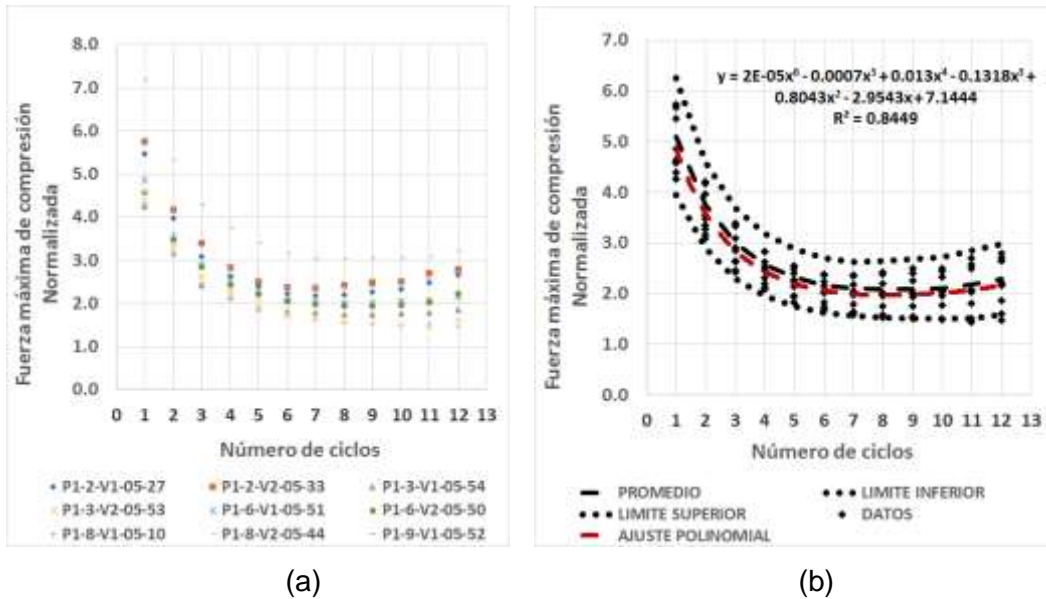 8.0
7.0
6.0
5.0
4.0
3.0
2.0
1.0
0.0
Fuerza máxima de compresión
Normalizada
0 1 2 3 4 5 6 7 8 9 10 11 12 13
Número de ciclos
P1-2-V1-05-27 P1-2-V2-05-33 P1-3-V1-05-54
P1-3-V2-05-53 P1-6-V1-05-51 P1-6-V2-05-50
P1-8-V1-05-10 P1-8-V2-05-44 P1-9-V1-05-52
(a)
7.0
6.0
5.0
4.0
3.0
2.0
1.0
0.0
Fuerza máxima de compresión
Normalizada
y = 2E-05x⁶ - 0.0007x⁵ + 0.013x⁴ - 0.1318x³ +
0.8043x² - 2.9543x + 7.1444
R² = 0.8449
0 1 2 3 4 5 6 7 8 9 10 11 12 13
Número de ciclos
PROMEDIO LIMITE INFERIOR
LIMITE SUPERIOR DATOS
AJUSTE POLINOMIAL
(b)